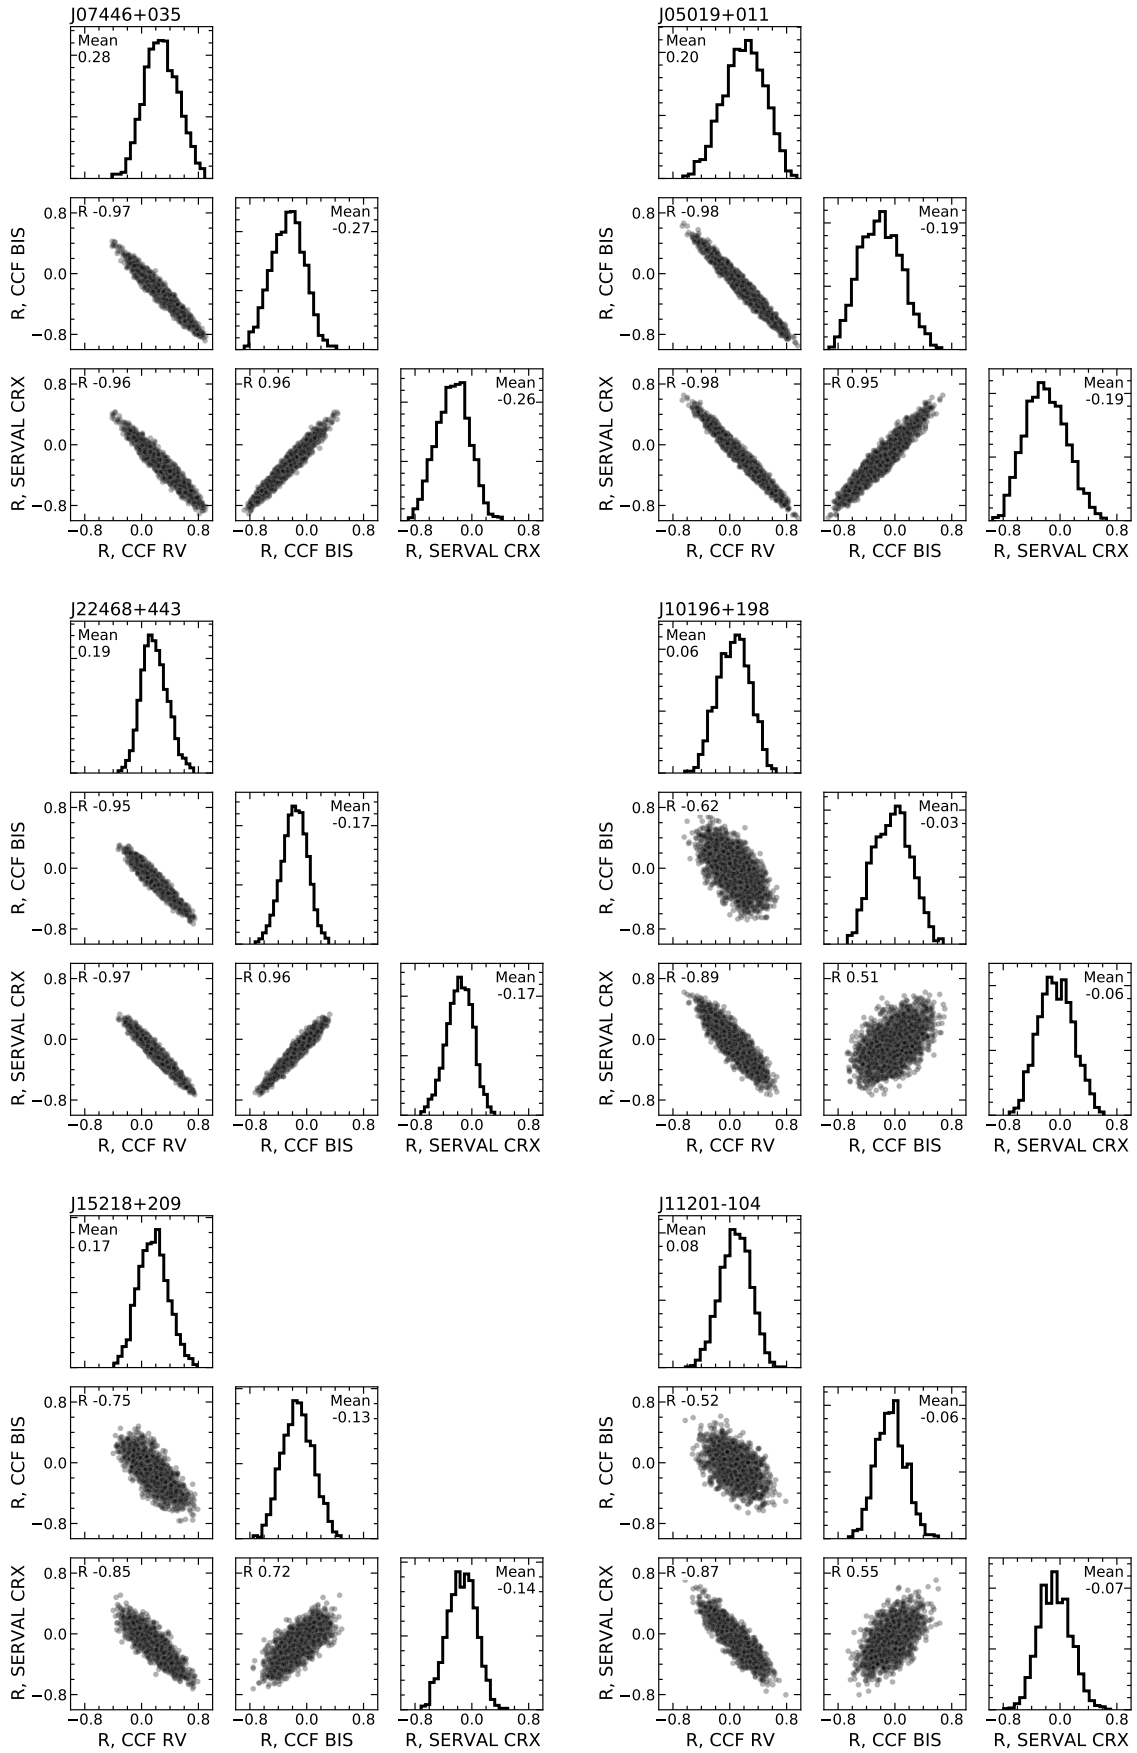 J07446+035
Mean
0.28
R -0.97
Mean
-0.27
0.8
0.0
−0.8
R, CCF BIS
R -0.96
R 0.96
Mean
-0.26
0.8
0.0
−0.8
R, SERVAL CRX
−0.8 0.0 0.8
−0.8 0.0 0.8
−0.8 0.0 0.8
R, CCF RV
R, CCF BIS
R, SERVAL CRX
J05019+011
Mean
0.20
R -0.98
Mean
-0.19
0.8
0.0
−0.8
R, CCF BIS
R -0.98
R 0.95
Mean
-0.19
0.8
0.0
−0.8
R, SERVAL CRX
−0.8 0.0 0.8
−0.8 0.0 0.8
−0.8 0.0 0.8
R, CCF RV
R, CCF BIS
R, SERVAL CRX
J22468+443
Mean
0.19
R -0.95
Mean
-0.17
0.8
0.0
−0.8
R, CCF BIS
R -0.97
R 0.96
Mean
-0.17
0.8
0.0
−0.8
R, SERVAL CRX
−0.8 0.0 0.8
−0.8 0.0 0.8
−0.8 0.0 0.8
R, CCF RV
R, CCF BIS
R, SERVAL CRX
J10196+198
Mean
0.06
R -0.62
Mean
-0.03
0.8
0.0
−0.8
R, CCF BIS
R -0.89
R 0.51
Mean
-0.06
0.8
0.0
−0.8
R, SERVAL CRX
−0.8 0.0 0.8
−0.8 0.0 0.8
−0.8 0.0 0.8
R, CCF RV
R, CCF BIS
R, SERVAL CRX
J15218+209
Mean
0.17
R -0.75
Mean
-0.13
0.8
0.0
−0.8
R, CCF BIS
R -0.85
R 0.72
Mean
-0.14
0.8
0.0
−0.8
R, SERVAL CRX
−0.8 0.0 0.8
−0.8 0.0 0.8
−0.8 0.0 0.8
R, CCF RV
R, CCF BIS
R, SERVAL CRX
J11201-104
Mean
0.08
R -0.52
Mean
-0.06
0.8
0.0
−0.8
R, CCF BIS
R -0.87
R 0.55
Mean
-0.07
0.8
0.0
−0.8
R, SERVAL CRX
−0.8 0.0 0.8
−0.8 0.0 0.8
−0.8 0.0 0.8
R, CCF RV
R, CCF BIS
R, SERVAL CRX